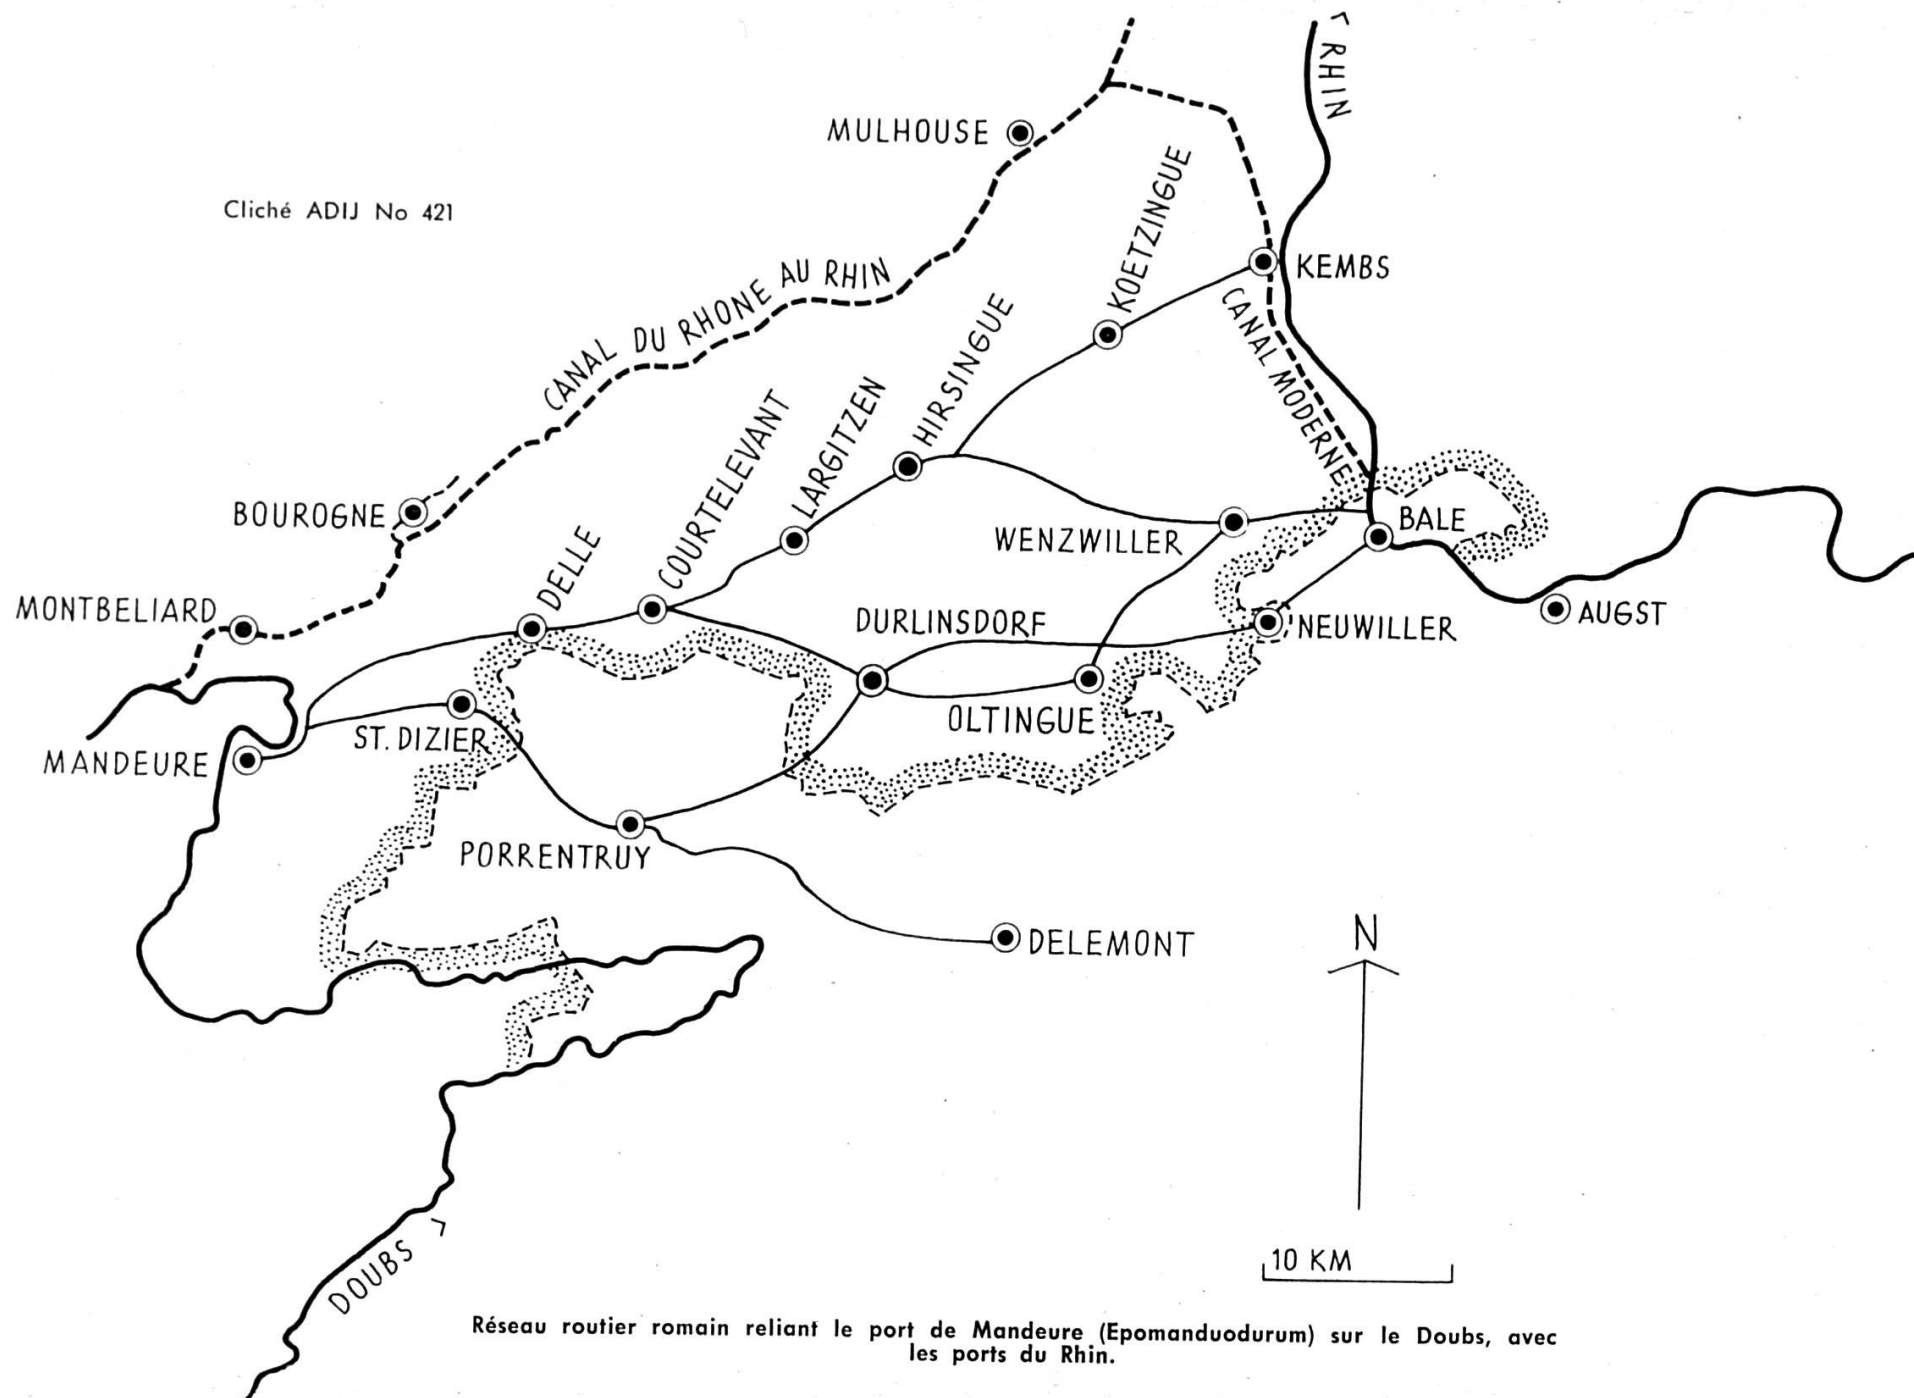 RHIN
MULHOUSE
KOETZINGUE
Cliché ADIJ No 421
CANAL DU RHONE AU RHIN
KEMBS
CANAL MODERNE
HIRSINGUE
LARGITZEN
COURTELEVANT
BOUROGNE
DELLE
WENZWILLER
BALE
MONTBELIARD
DURLINSDORF
NEUWILLER
AUGST
ST. DIZIER
OLTINGUE
MANDEURE
PORRENTRUY
DELEMONT
N
DOUBS
10 KM
Réseau routier romain reliant le port de Mandeure (Epomanduodurum) sur le Doubs, avec
les ports du Rhin.